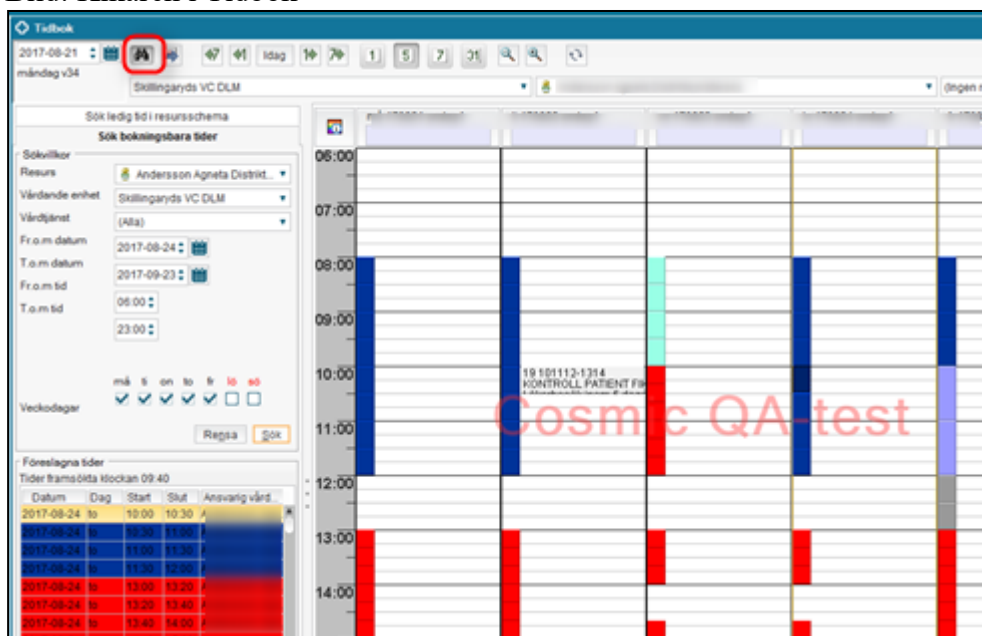 Tidbok
2017-08-21 Idag 1 5 7 31
måndag v34
Skillingaryds VC DLM (Ingen
Sök ledig tid i resursschema
Sök bokningsbara tider
Sökvillkor
Resurs Andersson Agneta Distrikt...
Vårdande enhet Skillingaryds VC DLM
Vårdtjänst (Alla)
Fr.o.m datum 2017-08-24
T.o.m datum 2017-09-23
Fr.o.m tid 06:00
T.o.m tid 23:00
må ti on to fr lö sö
Veckodagar
Rensa Sök
Föreslagna tider
Tider framsökta klockan 09:40
Datum Dag Start Slut Ansvarig vård...
2017-08-24 to 10:00 10:30 A
2017-08-24 to 10:30 11:00
2017-08-24 to 11:00 11:30
2017-08-24 to 11:30 12:00
2017-08-24 to 13:00 13:20
2017-08-24 to 13:20 13:40
2017-08-24 to 13:40 14:00
06:00
07:00
08:00
09:00
10:00
11:00
12:00
13:00
14:00
19 101112-1314
KONTROLL PATIENT
Cosmic QA-test